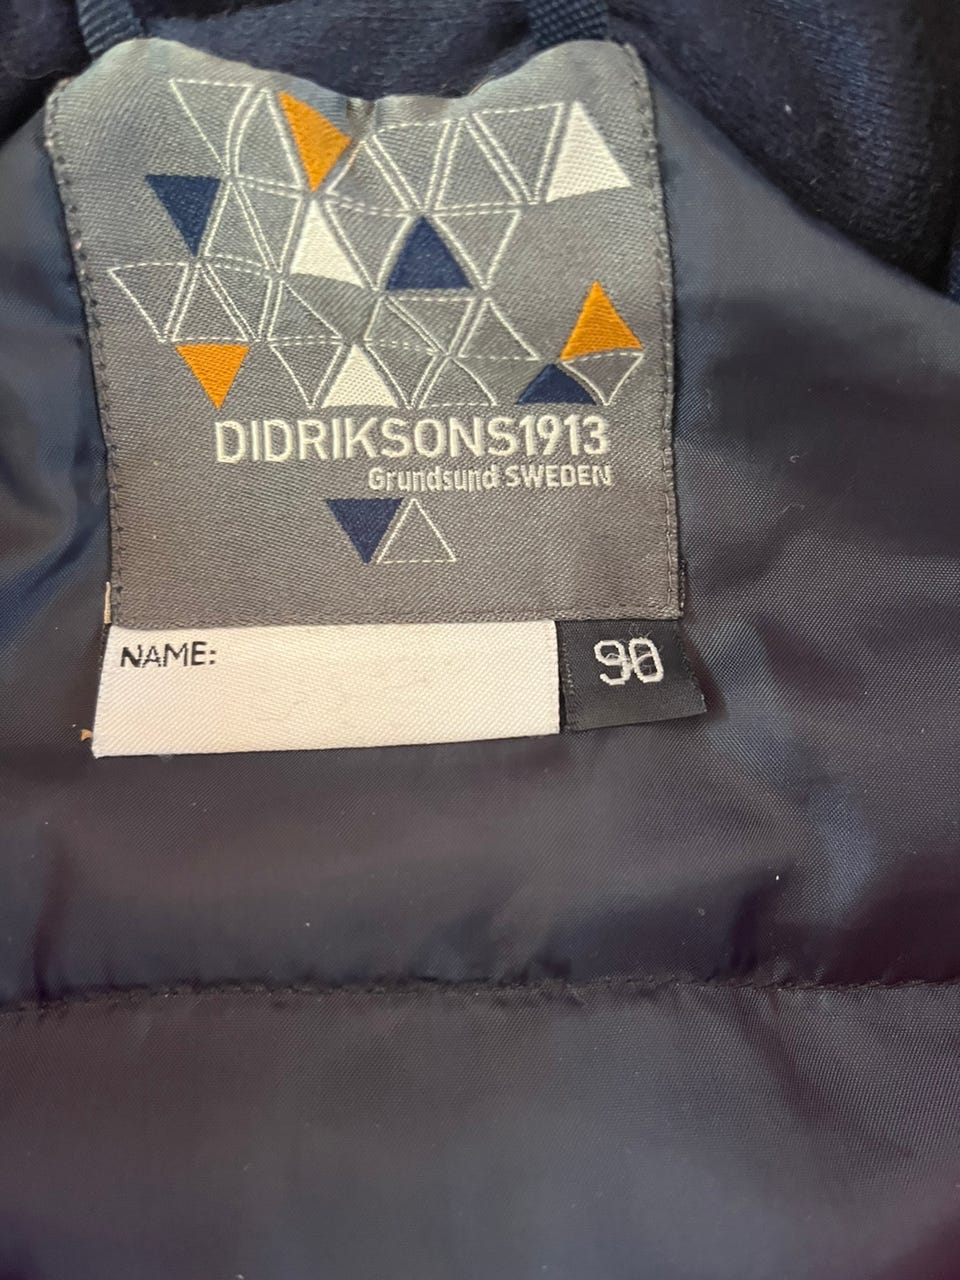 DIDRIKSONS1913
Grundsund SWEDEN
NAME:
90